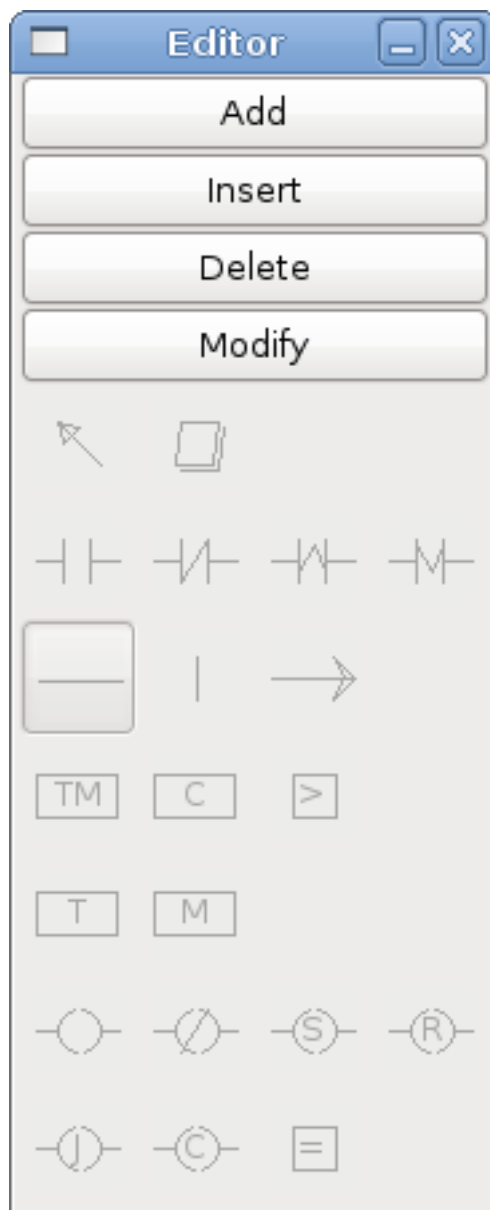 Editor
Add
Insert
Delete
Modify
TM C >
T M
S R
J C =